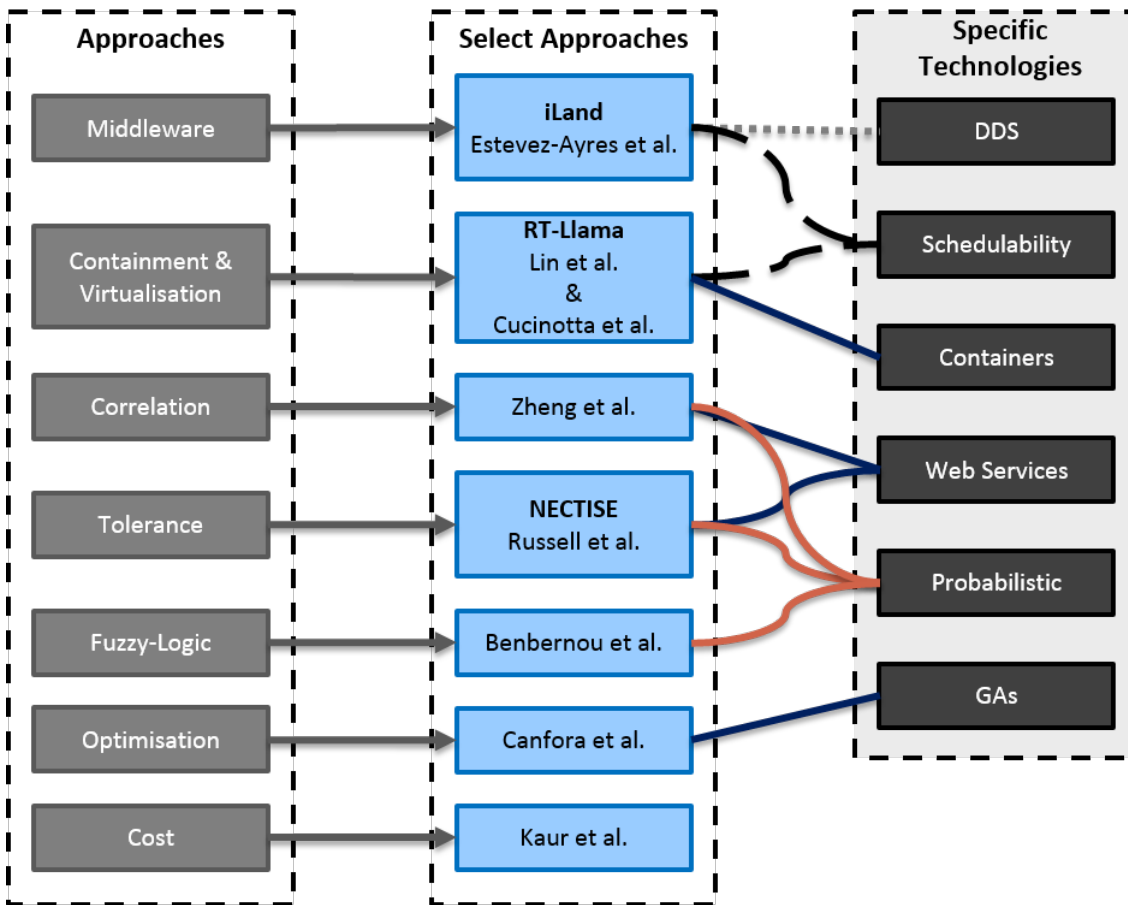 Approaches
Middleware
Containment &
Virtualisation
Correlation
Tolerance
Fuzzy-Logic
Optimisation
Cost
Select Approaches
iLand
Estevez-Ayres et al.
RT-Llama
Lin et al.
&
Cucinotta et al.
Zheng et al.
NECTISE
Russell et al.
Benbernou et al.
Canfora et al.
Kaur et al.
Specific
Technologies
DDS
Schedulability
Containers
Web Services
Probabilistic
GAs